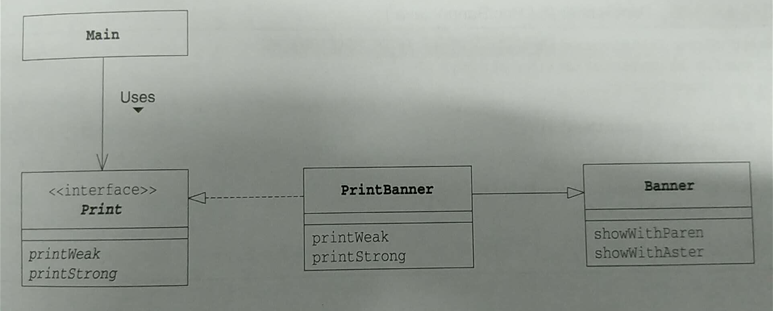 Main
Uses
<<interface>>
Print
printWeak
printStrong
PrintBanner
printWeak
printStrong
Banner
showWithParen
showWithAster